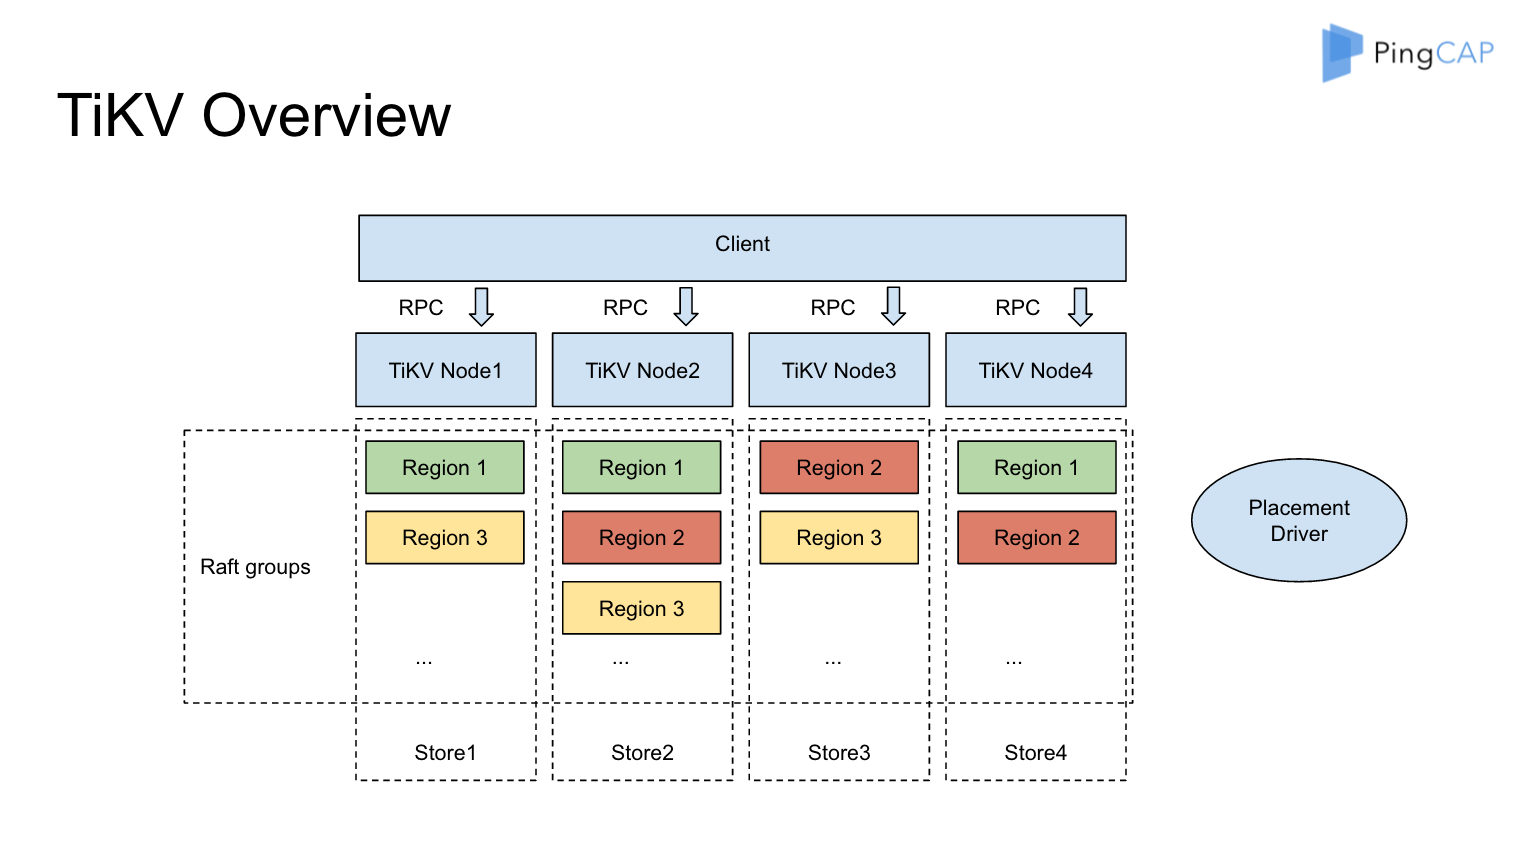 PingCAP
TiKV Overview
Client
RPC RPC RPC RPC
TiKV Node1 TiKV Node2 TiKV Node3 TiKV Node4
Region 1 Region 1 Region 2 Region 1
Region 3 Region 2 Region 3 Region 2
Region 3
Raft groups
... ... ... ...
Store1 Store2 Store3 Store4
Placement
Driver